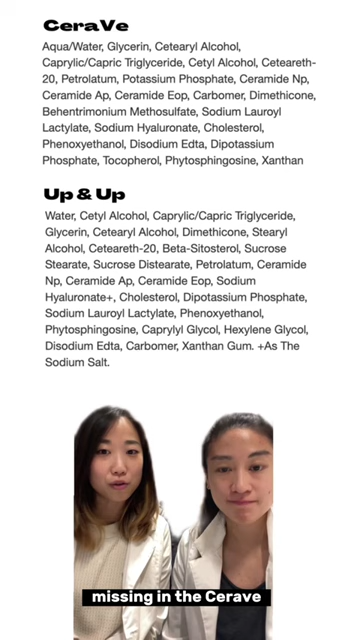 CeraVe
Aqua/Water, Glycerin, Cetearyl Alcohol,
Caprylic/Capric Triglyceride, Cetyl Alcohol, Ceteareth-
20, Petrolatum, Potassium Phosphate, Ceramide Np,
Ceramide Ap, Ceramide Eop, Carbomer, Dimethicone,
Behentrimonium Methosulfate, Sodium Lauroyl
Lactylate, Sodium Hyaluronate, Cholesterol,
Phenoxyethanol, Disodium Edta, Dipotassium
Phosphate, Tocopherol, Phytosphingosine, Xanthan
Up & Up
Water, Cetyl Alcohol, Caprylic/Capric Triglyceride,
Glycerin, Cetearyl Alcohol, Dimethicone, Stearyl
Alcohol, Ceteareth-20, Beta-Sitosterol, Sucrose
Stearate, Sucrose Distearate, Petrolatum, Ceramide
Np, Ceramide Ap, Ceramide Eop, Sodium
Hyaluronate+, Cholesterol, Dipotassium Phosphate,
Sodium Lauroyl Lactylate, Phenoxyethanol,
Phytosphingosine, Caprylyl Glycol, Hexylene Glycol,
Disodium Edta, Carbomer, Xanthan Gum. +As The
Sodium Salt.
missing in the Cerave